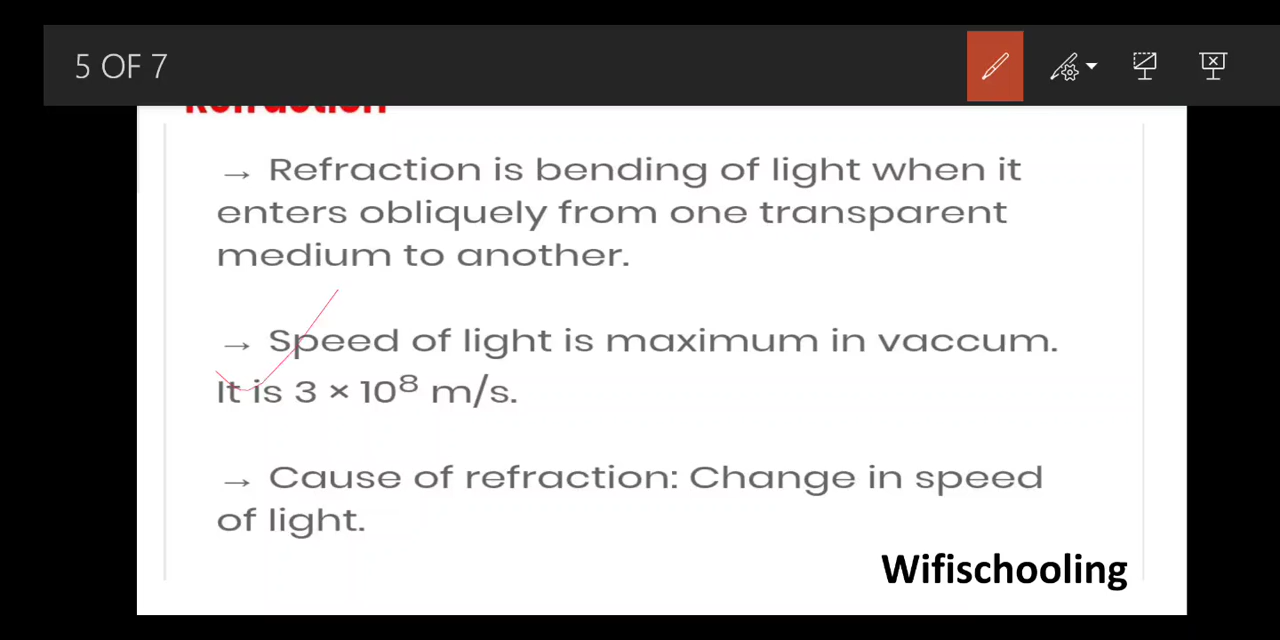 5 OF 7
Refraction
→ Refraction is bending of light when it
enters obliquely from one transparent
medium to another.
→ Speed of light is maximum in vaccum.
It is 3 × 10⁸ m/s.
→ Cause of refraction: Change in speed
of light.
Wifischooling